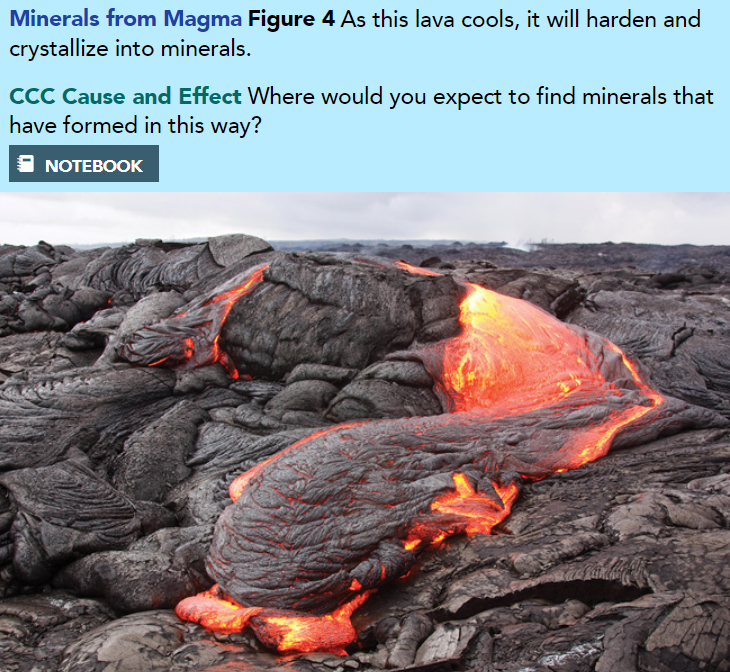 Minerals from Magma Figure 4 As this lava cools, it will harden and
crystallize into minerals.
CCC Cause and Effect Where would you expect to find minerals that
have formed in this way?
NOTEBOOK